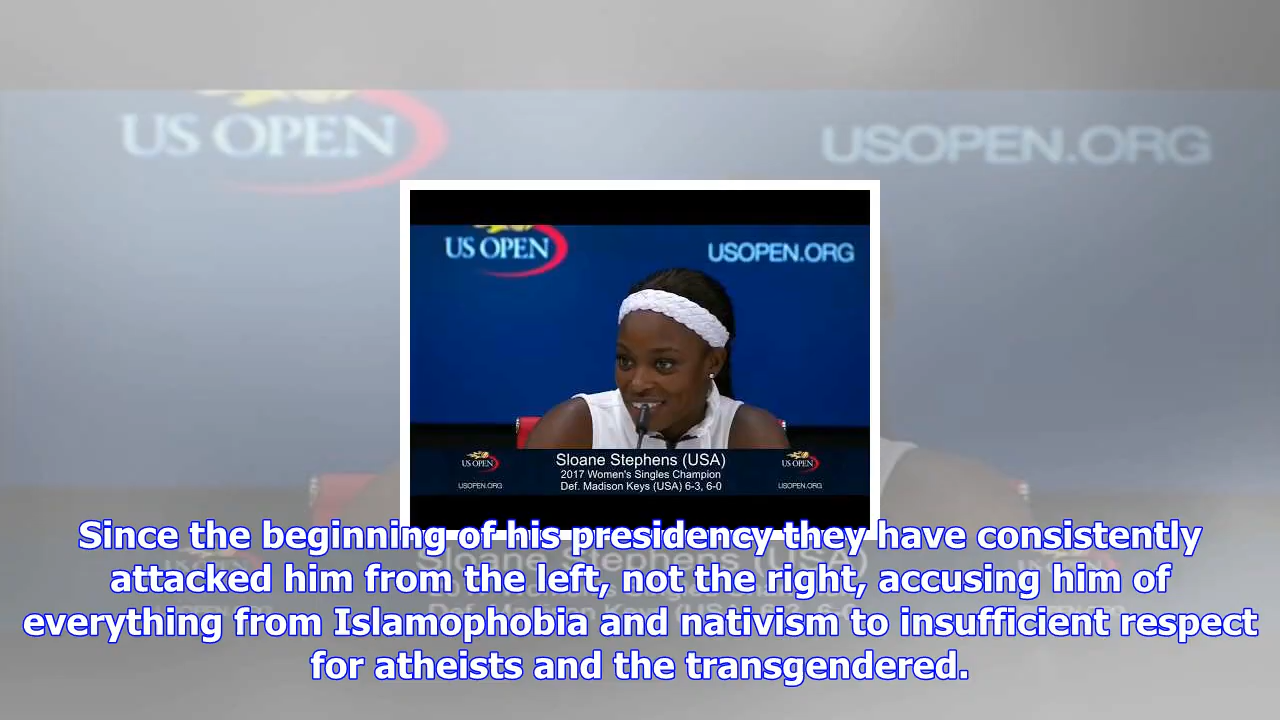 US OPEN
USOPEN.ORG
US OPEN
USOPEN.ORG
US OPEN
Sloane Stephens (USA)
US OPEN
2017 Women's Singles Champion
USOPEN.ORG
Def. Madison Keys (USA) 6-3, 6-0
USOPEN.ORG
Since the beginning of his presidency they have consistently
attacked him from the left, not the right, accusing him of
everything from Islamophobia and nativism to insufficient respect
for atheists and the transgendered.
Sloane Stephens (USA)